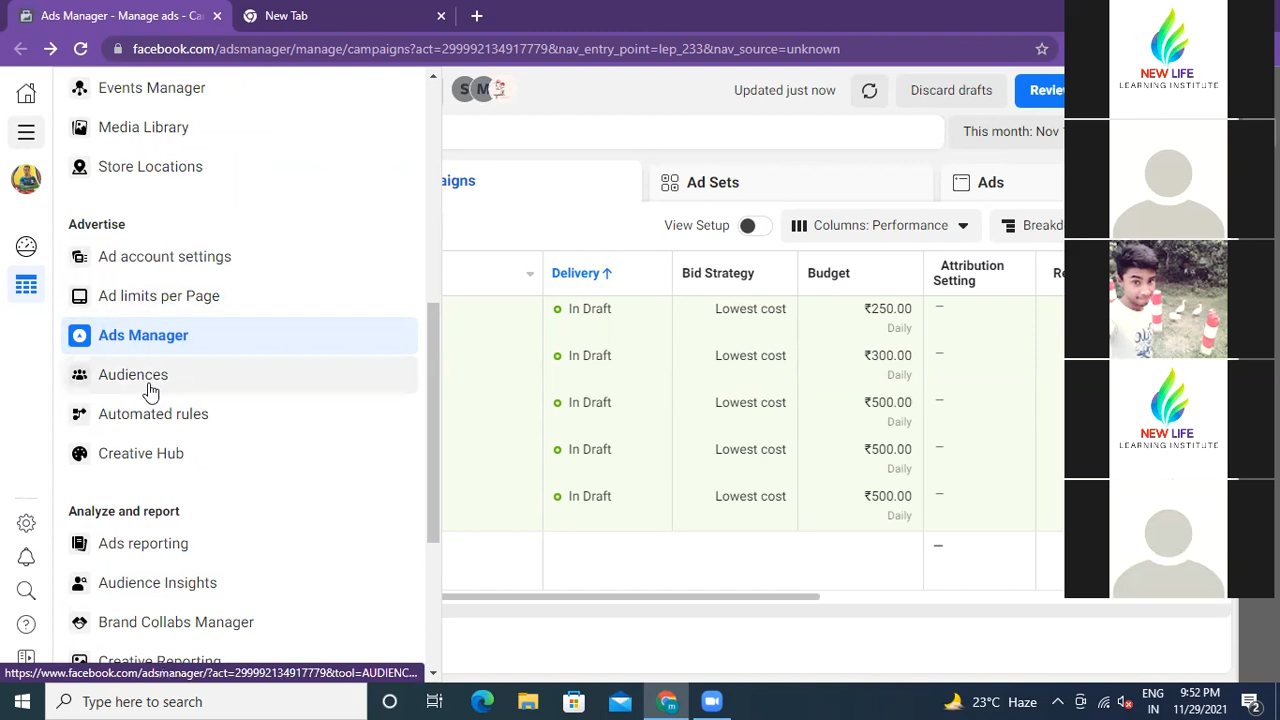 Ads Manager - Manage ads - Ca
New Tab
facebook.com/adsmanager/manage/campaigns?act=299992134917779&nav_entry_point=lep_233&nav_source=unknown
Events Manager
Media Library
Store Locations
Advertise
Ad account settings
Ad limits per Page
Ads Manager
Audiences
Automated rules
Creative Hub
Analyze and report
Ads reporting
Audience Insights
Brand Collabs Manager
Creative Reporting
https://www.facebook.com/adsmanager/?act=299992134917779&tool=AUDIENC...
S M
Updated just now
Discard drafts
Revie
This month: Nov
aigns
Ad Sets
Ads
View Setup
Columns: Performance
Breakd
Delivery ↑
Bid Strategy
Budget
Attribution
Setting
Re
In Draft Lowest cost ₹250.00 —
Daily
In Draft Lowest cost ₹300.00 —
Daily
In Draft Lowest cost ₹500.00 —
Daily
In Draft Lowest cost ₹500.00 —
Daily
In Draft Lowest cost ₹500.00 —
Daily
—
NEW LIFE
LEARNING INSTITUTE
NEW LIFE
LEARNING INSTITUTE
Type here to search
23°C Haze
ENG
IN
9:52 PM
11/29/2021
2